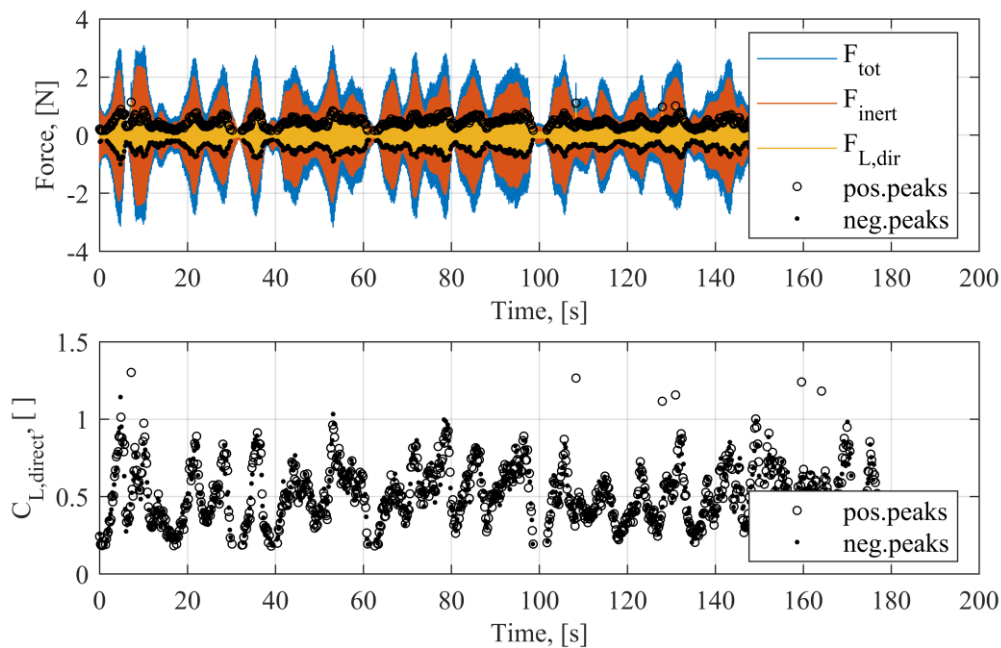 4
2
0
-2
-4
Force, [N]
F_tot
F_inert
F_L,dir
pos.peaks
neg.peaks
0 20 40 60 80 100 120 140 160 180 200
Time, [s]
1.5
1
0.5
0
C_L,direct, [ ]
pos.peaks
neg.peaks
0 20 40 60 80 100 120 140 160 180 200
Time, [s]